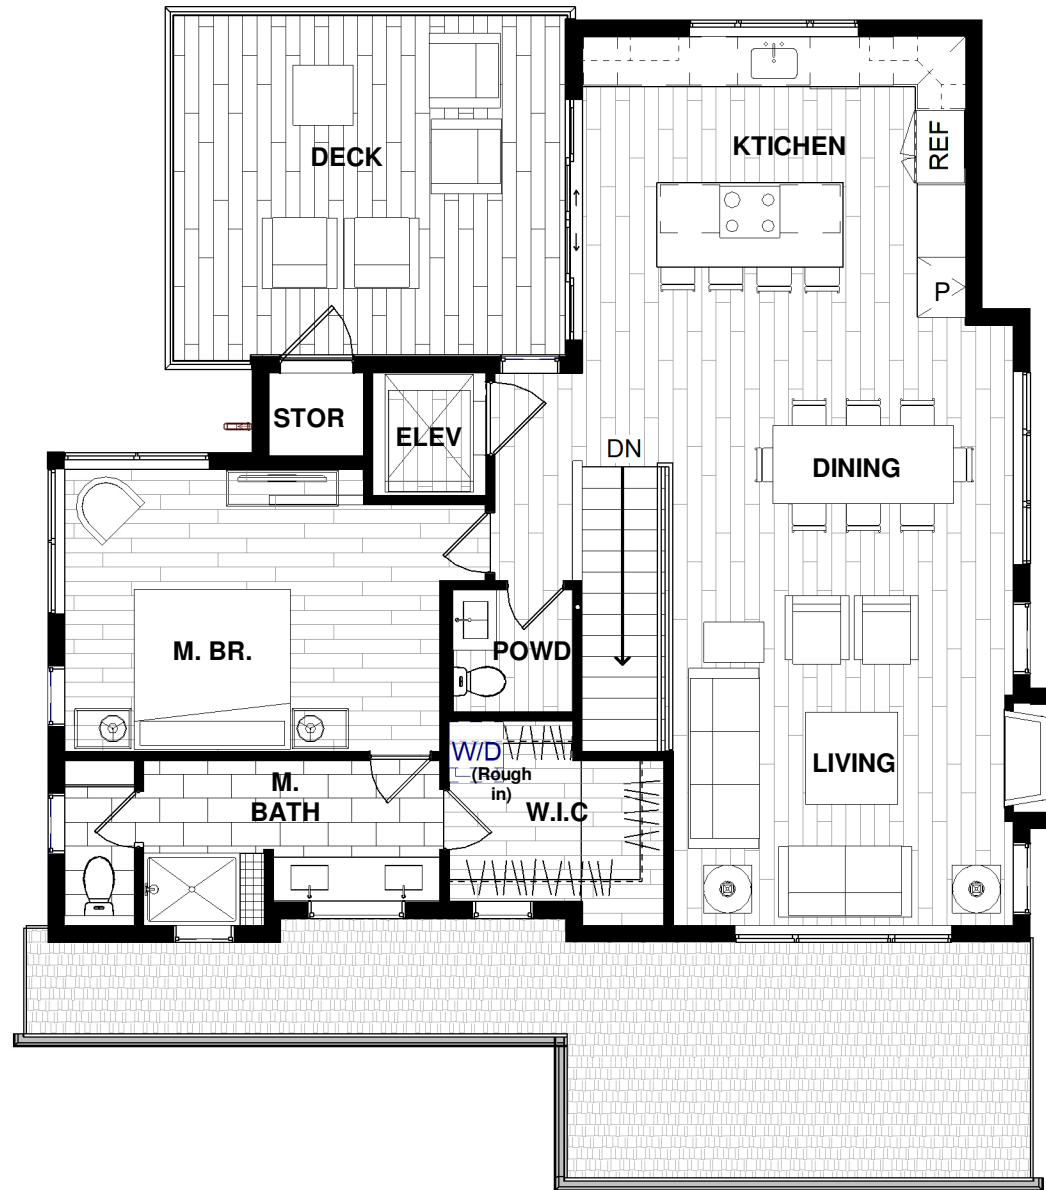 DECK
KTICHEN
REF
P
STOR
ELEV
DN
DINING
M. BR.
POWD
LIVING
W/D
(Rough
in)
M.
BATH
W.I.C